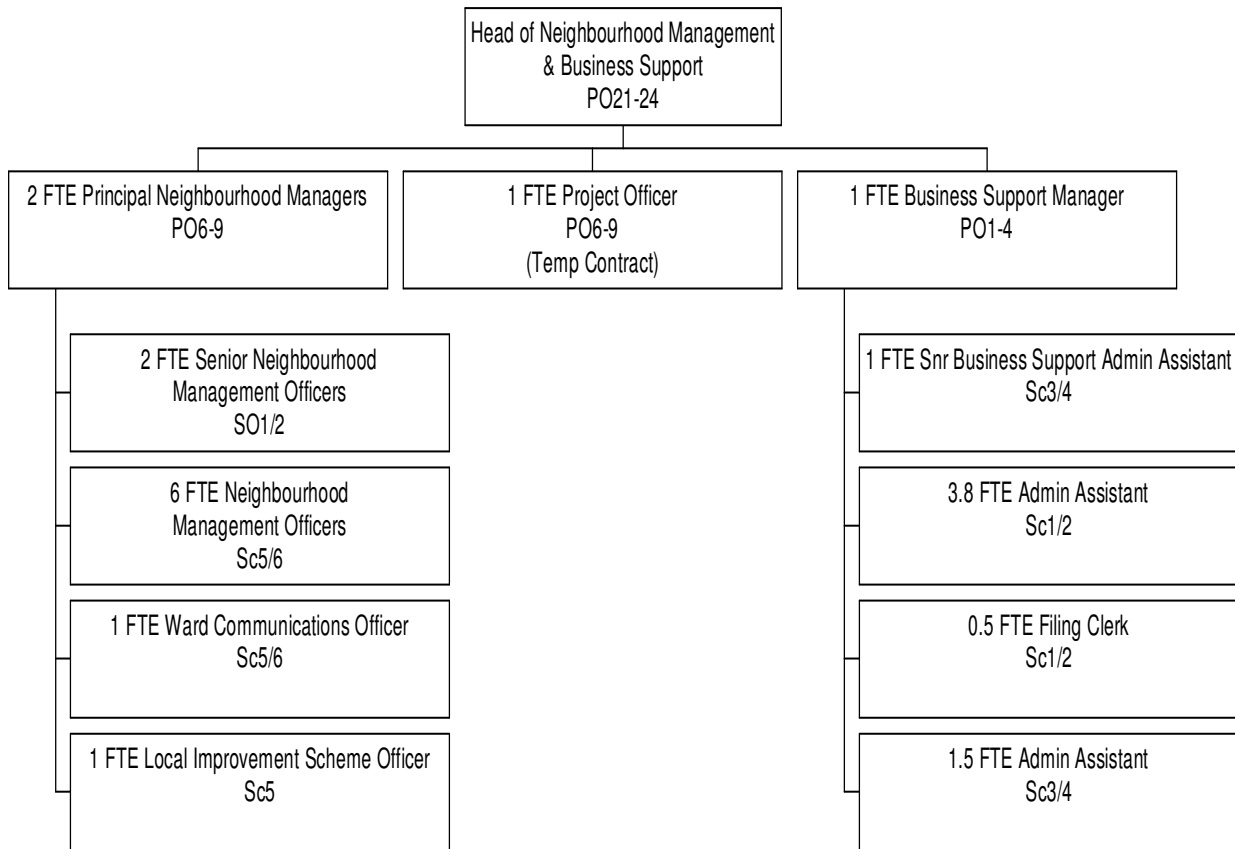 Head of Neighbourhood Management
& Business Support
PO21-24
2 FTE Principal Neighbourhood Managers
PO6-9
1 FTE Project Officer
PO6-9
(Temp Contract)
1 FTE Business Support Manager
PO1-4
2 FTE Senior Neighbourhood
Management Officers
SO1/2
6 FTE Neighbourhood
Management Officers
Sc5/6
1 FTE Ward Communications Officer
Sc5/6
1 FTE Local Improvement Scheme Officer
Sc5
1 FTE Snr Business Support Admin Assistant
Sc3/4
3.8 FTE Admin Assistant
Sc1/2
0.5 FTE Filing Clerk
Sc1/2
1.5 FTE Admin Assistant
Sc3/4